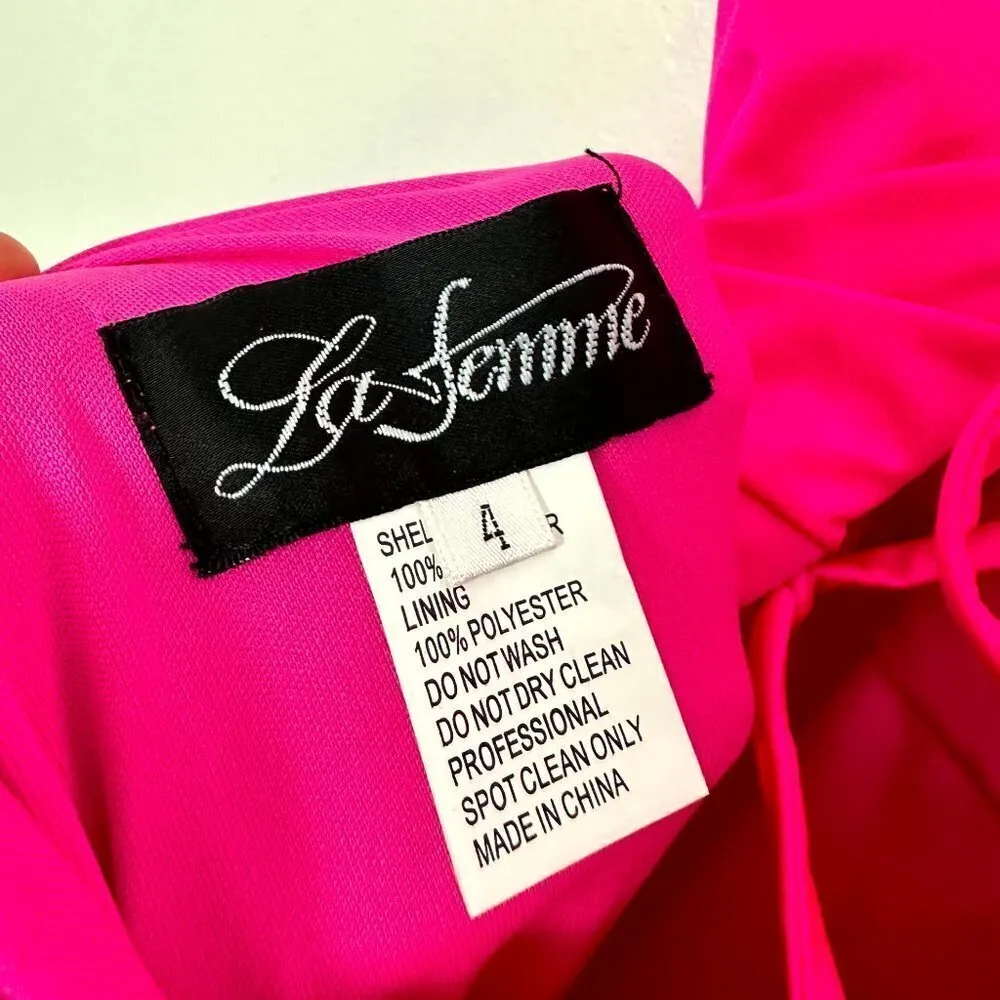 La Femme
4
SHEL
100%
LINING
100% POLYESTER
DO NOT WASH
DO NOT DRY CLEAN
PROFESSIONAL
SPOT CLEAN ONLY
MADE IN CHINA